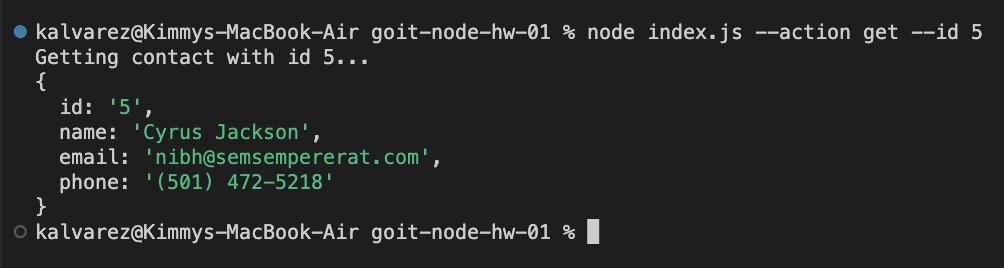 kalvarez@Kimmys-MacBook-Air goit-node-hw-01 % node index.js --action get --id 5
Getting contact with id 5...
{
  id: '5',
  name: 'Cyrus Jackson',
  email: 'nibh@semsempererat.com',
  phone: '(501) 472-5218'
}
kalvarez@Kimmys-MacBook-Air goit-node-hw-01 %